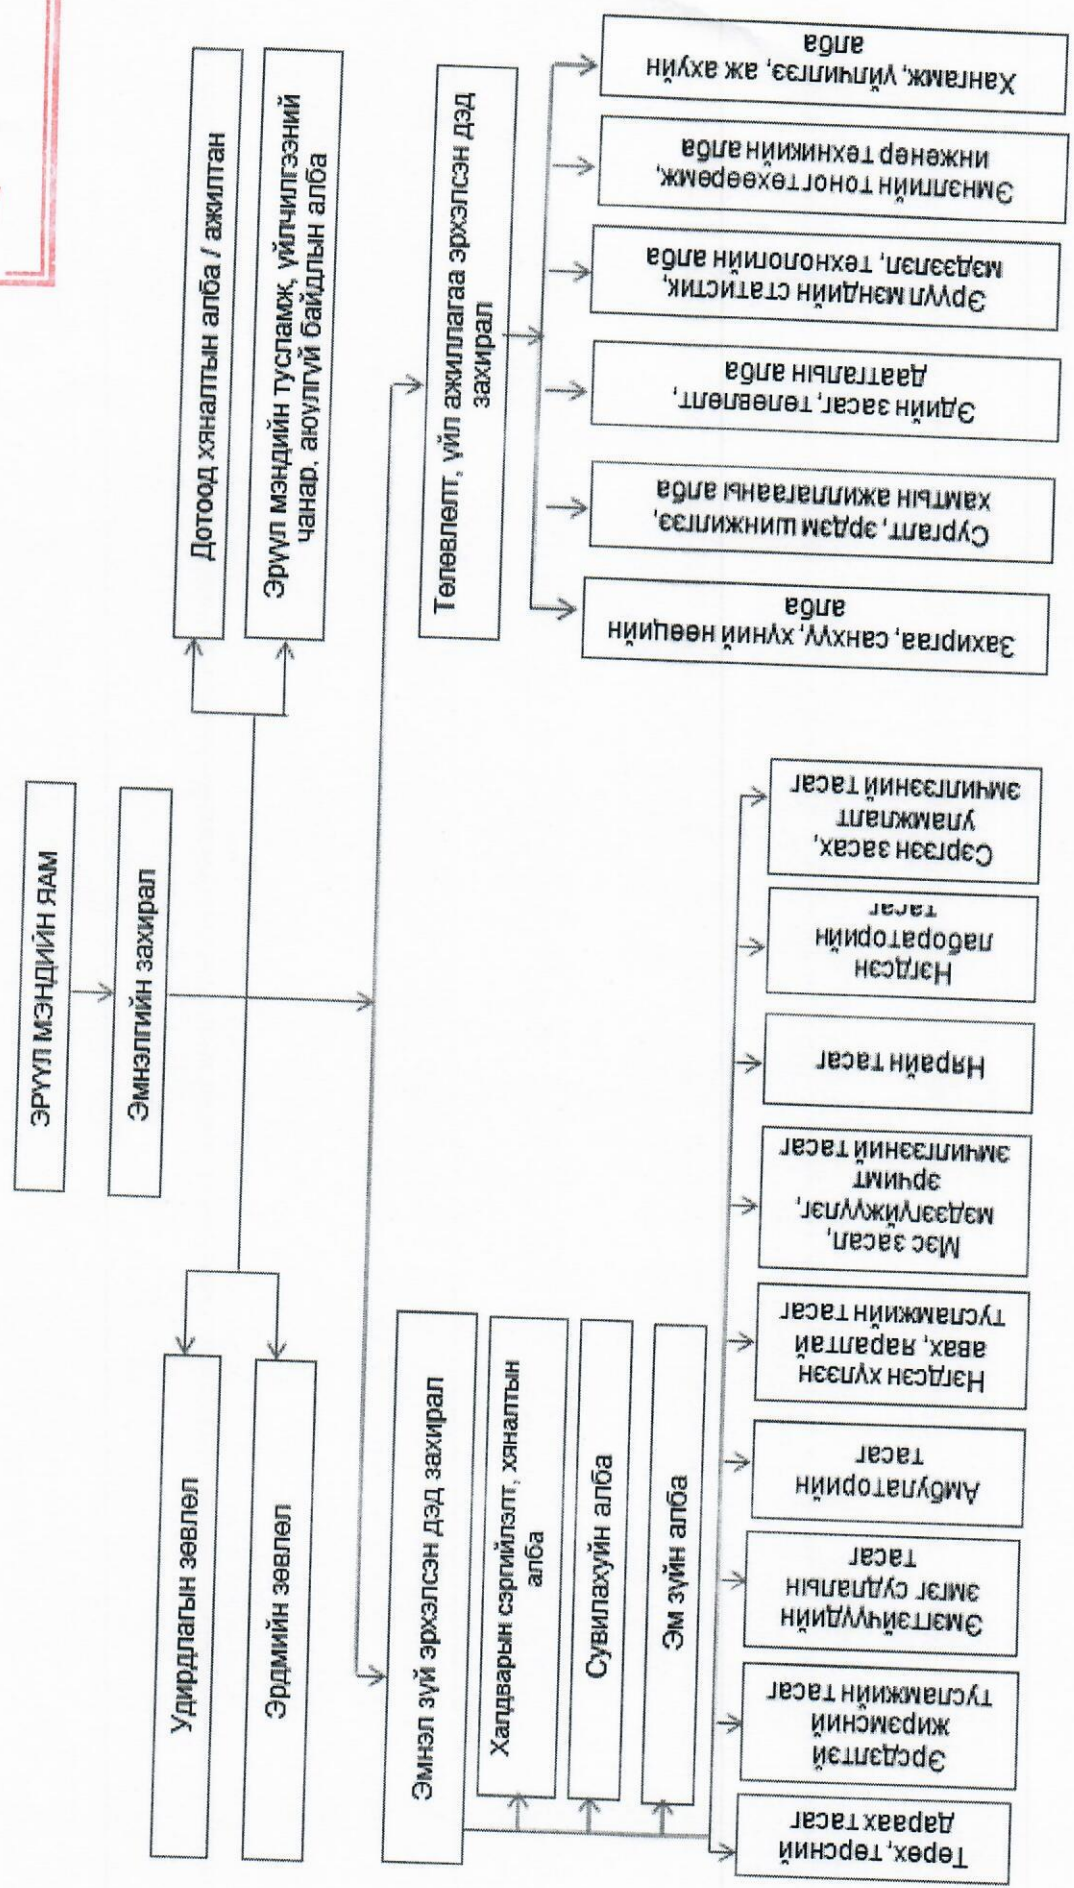 ЭРҮҮЛ МЭНДИЙН ЯАМ
Эмнэлгийн захирал
Удирдлагын зөвлөл
Эрдмийн зөвлөл
Дотоод хяналтын алба / ажилтан
Эрүүл мэндийн тусламж, үйлчилгээний
чанар, аюулгүй байдлын алба
Эмнэл зүй эрхэлсэн дэд захирал
Халдварын сэргийлэлт, хяналтын
алба
Сувилахуйн алба
Эм зүйн алба
Төлөвлөлт, үйл ажиллагаа эрхэлсэн дэд
захирал
Төрөх, төрсний
дараах тасаг
Эрсдэлтэй
жирэмсний
тусламжийн тасаг
Эмэгтэйчүүдийн
эмгэг судлалын
тасаг
Амбулаторийн
тасаг
Нэгдсэн хүлээн
авах, яаралтай
тусламжийн тасаг
Мэс засал,
мэдээгүйжүүлэг,
эрчимт
эмчилгээний тасаг
Нярайн тасаг
Нэгдсэн
лабораторийн
тасаг
Сэргээн засах,
уламжлалт
эмчилгээний тасаг
Захиргаа, санхүү, хүний нөөцийн
алба
Сургалт, эрдэм шинжилгээ,
хамтын ажиллагааны алба
Эдийн засаг, төлөвлөлт,
даатгалын алба
Эрүүл мэндийн статистик,
мэдээлэл, технологийн алба
Эмнэлгийн тоног төхөөрөмж,
инженер техникийн алба
Хангамж, үйлчилгээ, аж ахуйн
алба